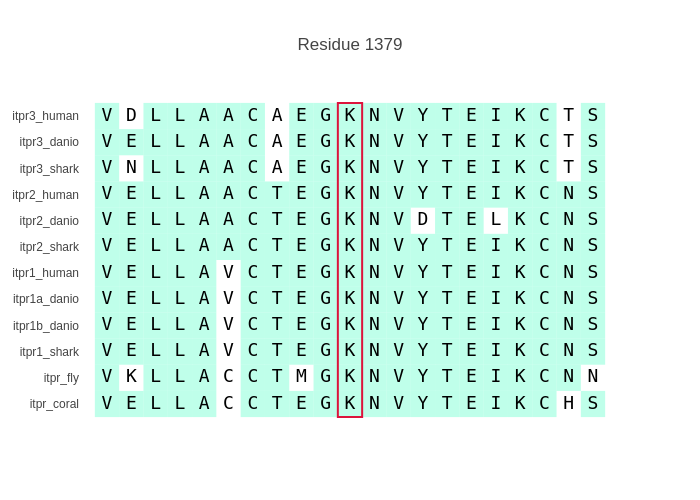 Residue 1379
itpr3_human V D L L A A C A E G K N V Y T E I K C T S
itpr3_danio V E L L A A C A E G K N V Y T E I K C T S
itpr3_shark V N L L A A C A E G K N V Y T E I K C T S
itpr2_human V E L L A A C T E G K N V Y T E I K C N S
itpr2_danio V E L L A A C T E G K N V D T E L K C N S
itpr2_shark V E L L A A C T E G K N V Y T E I K C N S
itpr1_human V E L L A V C T E G K N V Y T E I K C N S
itpr1a_danio V E L L A V C T E G K N V Y T E I K C N S
itpr1b_danio V E L L A V C T E G K N V Y T E I K C N S
itpr1_shark V E L L A V C T E G K N V Y T E I K C N S
itpr_fly V K L L A C C T M G K N V Y T E I K C N N
itpr_coral V E L L A C C T E G K N V Y T E I K C H S